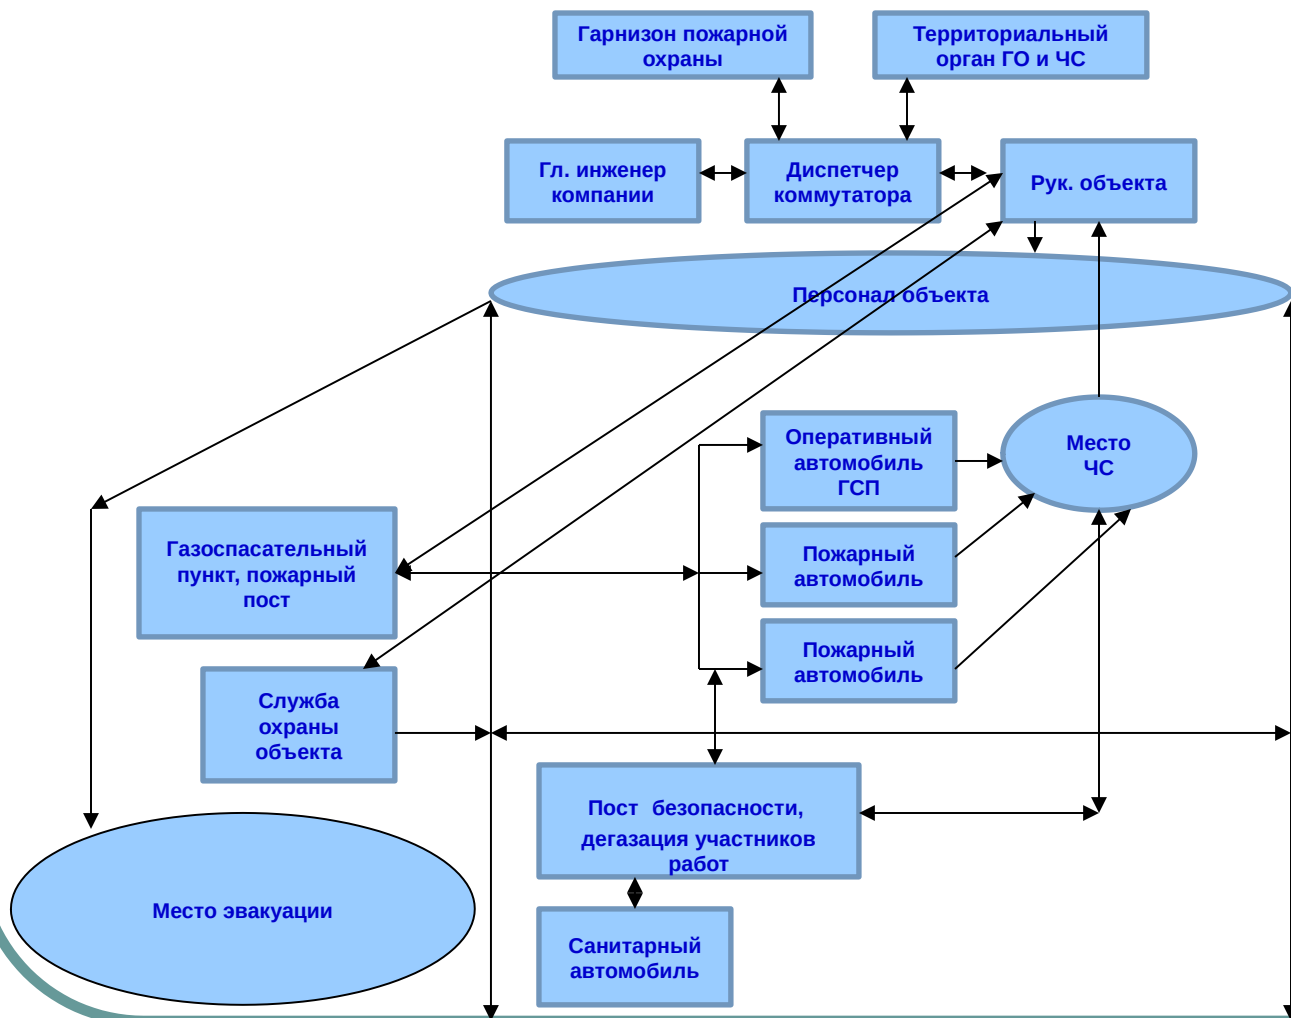 Гарнизон пожарной
охраны
Территориальный
орган ГО и ЧС
Гл. инженер
компании
Диспетчер
коммутатора
Рук. объекта
Персонал объекта
Оперативный
автомобиль
ГСП
Место
ЧС
Газоспасательный
пункт, пожарный
пост
Пожарный
автомобиль
Пожарный
автомобиль
Служба
охраны
объекта
Пост безопасности,
дегазация участников
работ
Место эвакуации
Санитарный
автомобиль